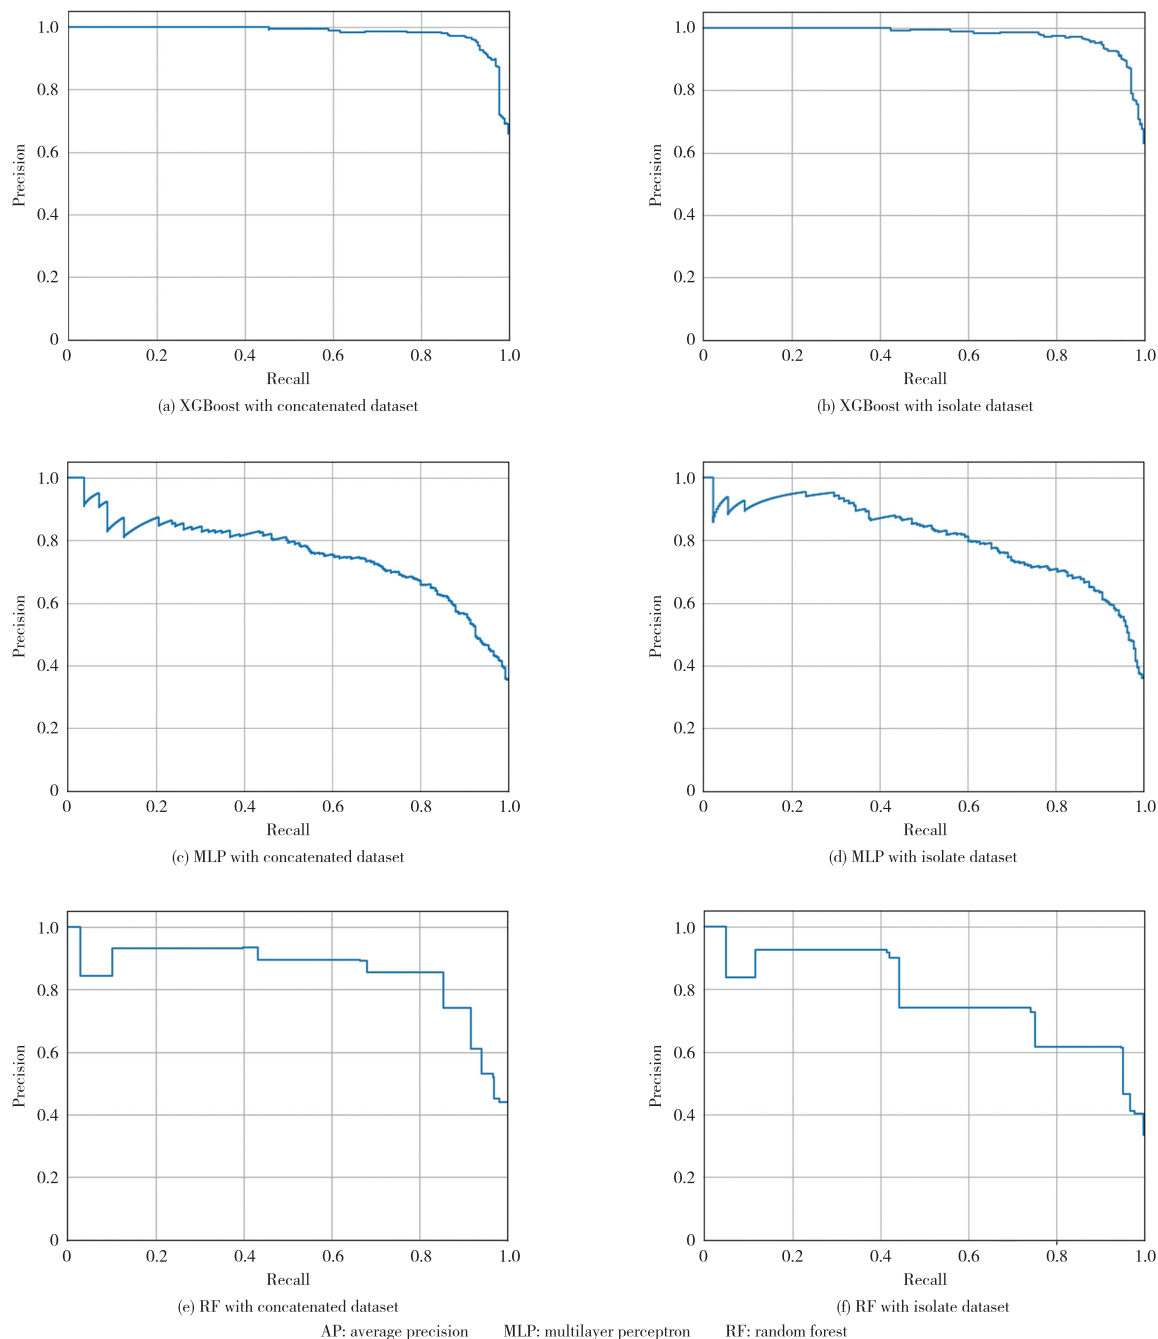 1.0
0.8
0.6
0.4
0.2
0
Precision
0 0.2 0.4 0.6 0.8 1.0
Recall
(a) XGBoost with concatenated dataset
1.0
0.8
0.6
0.4
0.2
0
Precision
0 0.2 0.4 0.6 0.8 1.0
Recall
(b) XGBoost with isolate dataset
1.0
0.8
0.6
0.4
0.2
0
Precision
0 0.2 0.4 0.6 0.8 1.0
Recall
(c) MLP with concatenated dataset
1.0
0.8
0.6
0.4
0.2
0
Precision
0 0.2 0.4 0.6 0.8 1.0
Recall
(d) MLP with isolate dataset
1.0
0.8
0.6
0.4
0.2
0
Precision
0 0.2 0.4 0.6 0.8 1.0
Recall
(e) RF with concatenated dataset
1.0
0.8
0.6
0.4
0.2
0
Precision
0 0.2 0.4 0.6 0.8 1.0
Recall
(f) RF with isolate dataset
AP: average precision MLP: multilayer perceptron RF: random forest